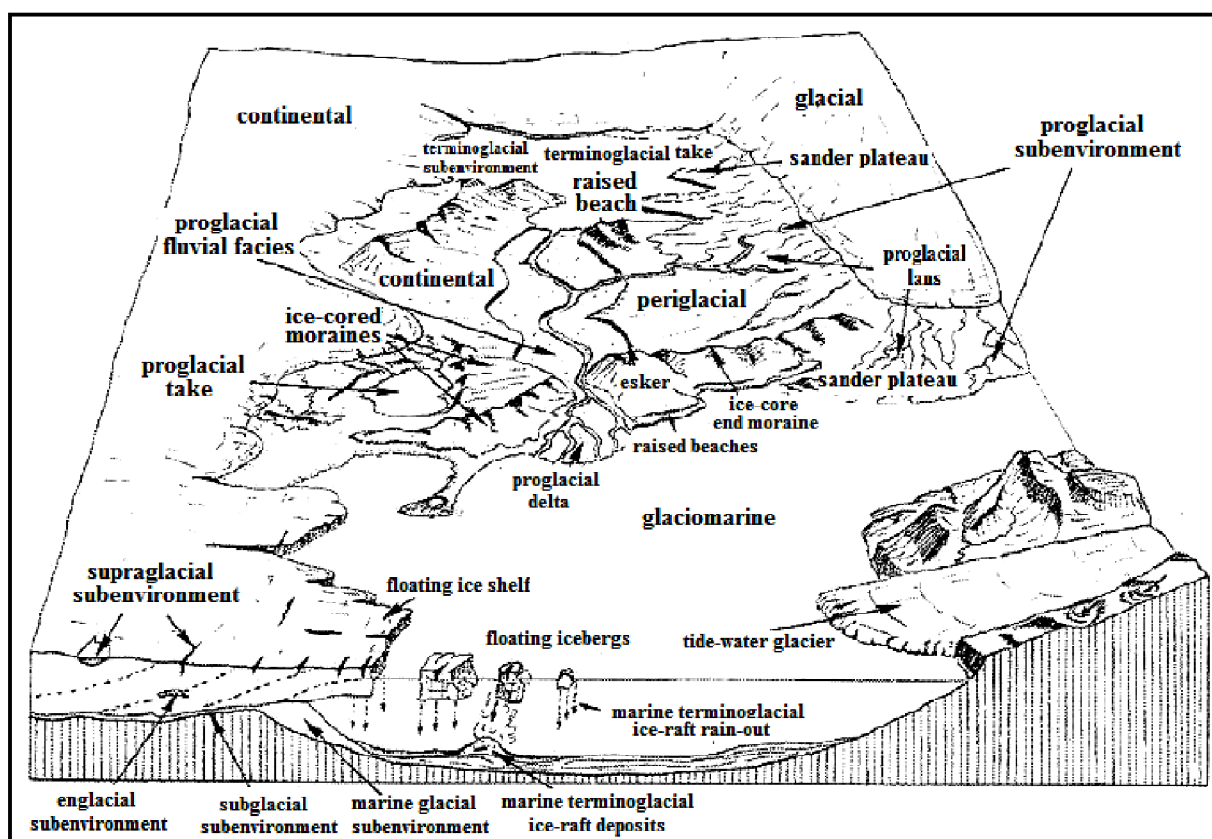 continental
glacial
proglacial
subenvironment
terminoglacial
subenvironment
terminoglacial take
sander plateau
raised
beach
proglacial
fluvial facies
continental
proglacial
lans
periglacial
ice-cored
moraines
proglacial
take
esker
sander plateau
ice-core
end moraine
raised beaches
proglacial
delta
glaciomarine
supraglacial
subenvironment
floating ice shelf
floating icebergs
tide-water glacier
marine terminoglacial
ice-raft rain-out
englacial
subenvironment
subglacial
subenvironment
marine glacial
subenvironment
marine terminoglacial
ice-raft deposits